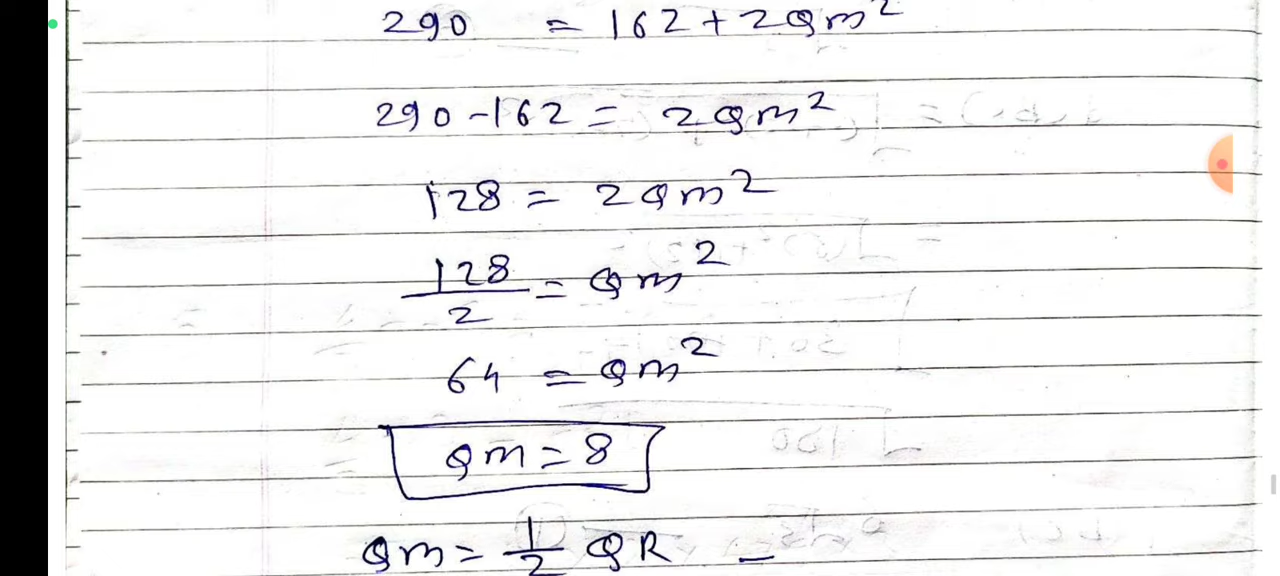 290 = 162 + 2QM²
290 - 162 = 2QM²
128 = 2QM²
128/2 = QM²
64 = QM²
QM = 8
QM = 1/2 QR —